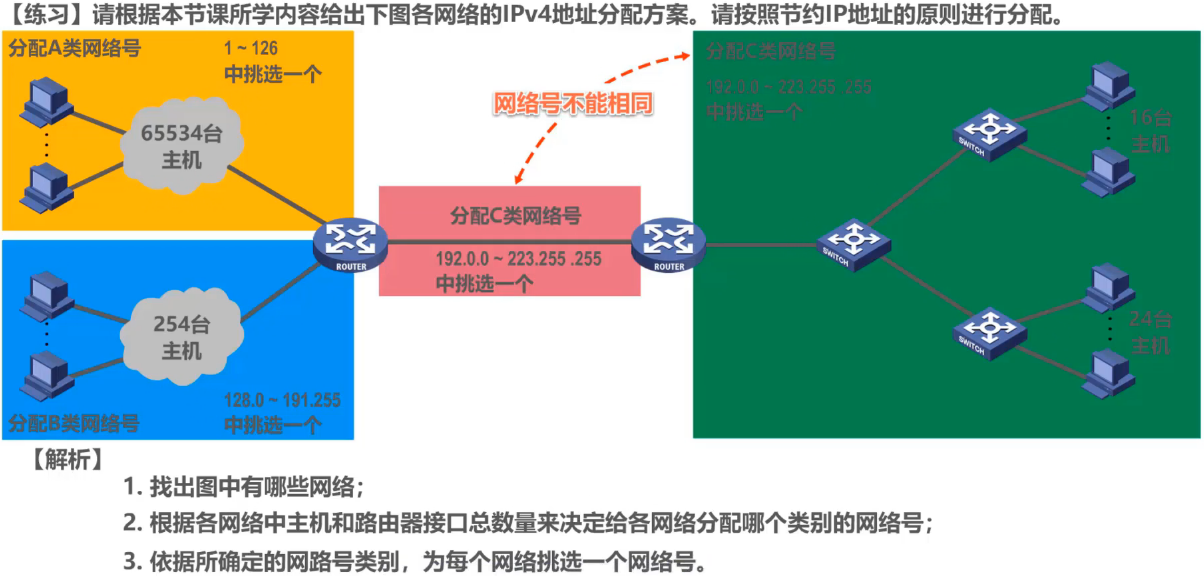 【练习】请根据本节课所学内容给出下图各网络的IPv4地址分配方案。请按照节约IP地址的原则进行分配。
分配A类网络号
1 ~ 126
中挑选一个
65534台
主机
网络号不能相同
分配C类网络号
192.0.0 ~ 223.255 .255
中挑选一个
16台
主机
SWITCH
分配C类网络号
192.0.0 ~ 223.255 .255
中挑选一个
ROUTER
ROUTER
SWITCH
254台
主机
24台
主机
SWITCH
128.0 ~ 191.255
中挑选一个
分配B类网络号
【解析】
1. 找出图中有哪些网络；
2. 根据各网络中主机和路由器接口总数量来决定给各网络分配哪个类别的网络号；
3. 依据所确定的网路号类别，为每个网络挑选一个网络号。